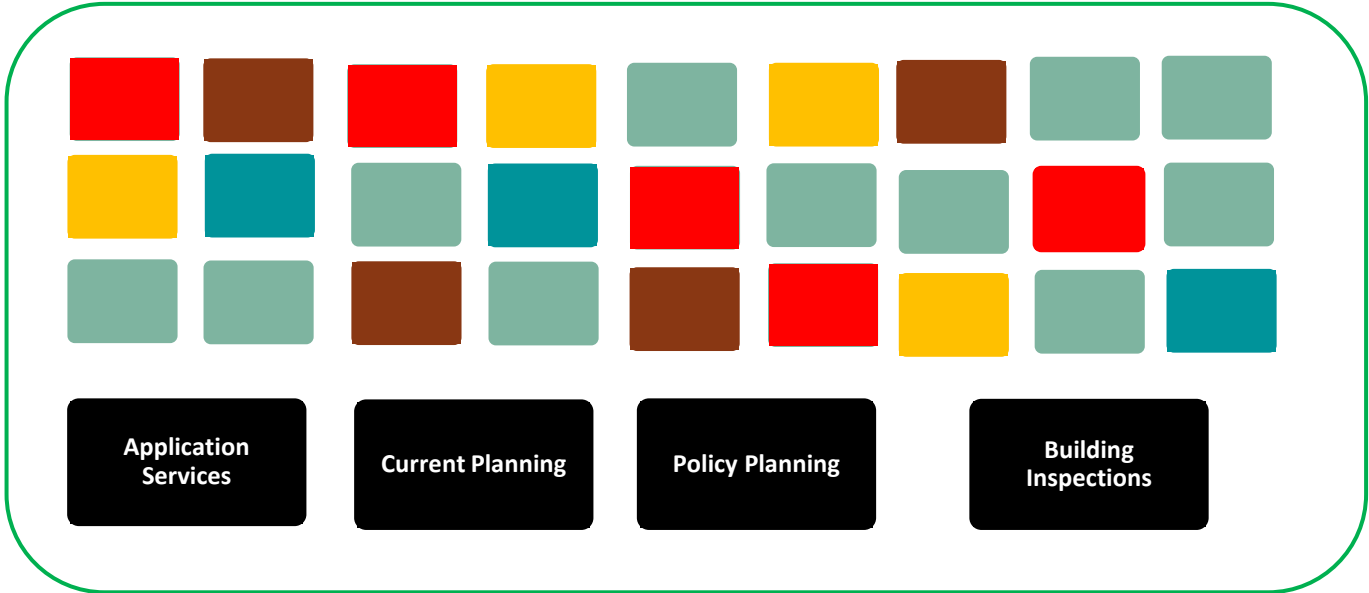 Application
Services
Current Planning
Policy Planning
Building
Inspections